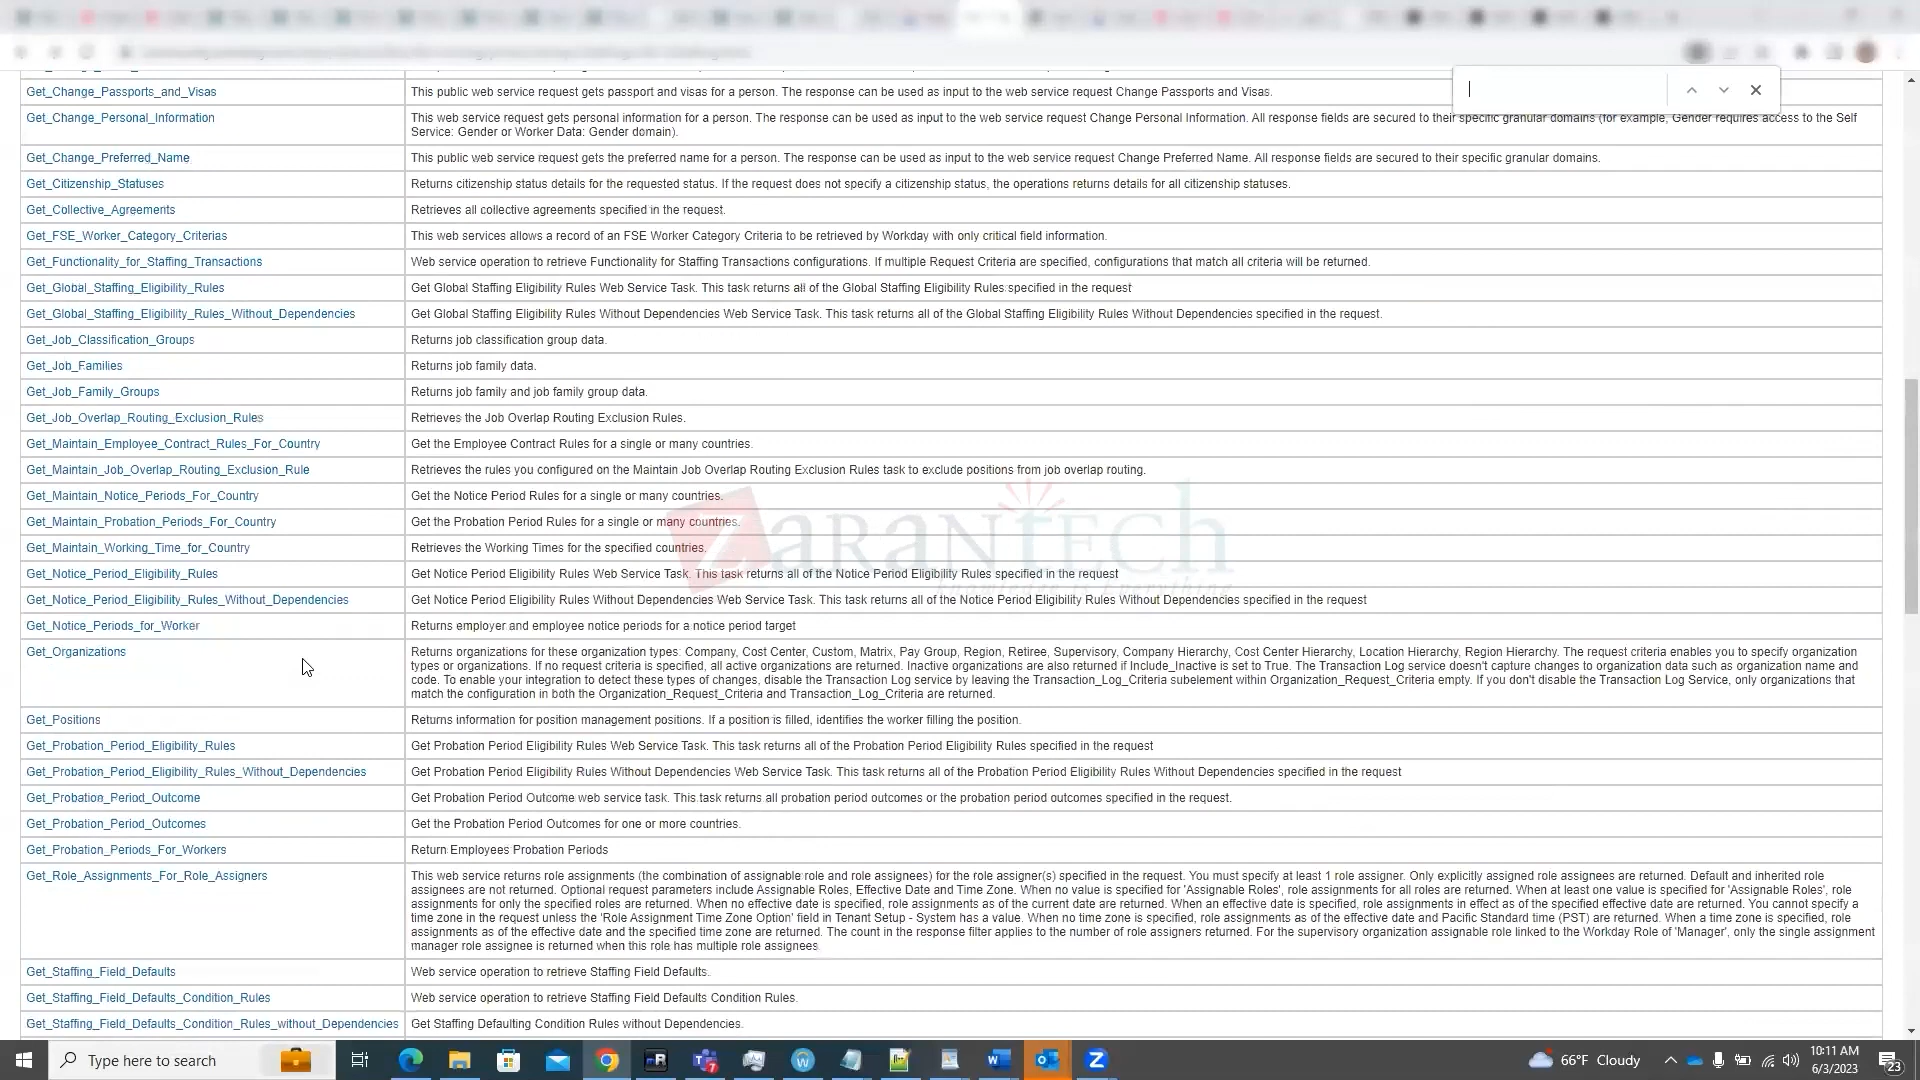 Get_Change_Passports_and_Visas
This public web service request gets passport and visas for a person. The response can be used as input to the web service request Change Passports and Visas.
Get_Change_Personal_Information
This web service request gets personal information for a person. The response can be used as input to the web service request Change Personal Information. All response fields are secured to their specific granular domains (for example, Gender requires access to the Self
Service: Gender or Worker Data: Gender domain).
Get_Change_Preferred_Name
This public web service request gets the preferred name for a person. The response can be used as input to the web service request Change Preferred Name. All response fields are secured to their specific granular domains.
Get_Citizenship_Statuses
Returns citizenship status details for the requested status. If the request does not specify a citizenship status, the operations returns details for all citizenship statuses.
Get_Collective_Agreements
Retrieves all collective agreements specified in the request.
Get_FSE_Worker_Category_Criterias
This web services allows a record of an FSE Worker Category Criteria to be retrieved by Workday with only critical field information.
Get_Functionality_for_Staffing_Transactions
Web service operation to retrieve Functionality for Staffing Transactions configurations. If multiple Request Criteria are specified, configurations that match all criteria will be returned.
Get_Global_Staffing_Eligibility_Rules
Get Global Staffing Eligibility Rules Web Service Task. This task returns all of the Global Staffing Eligibility Rules specified in the request
Get_Global_Staffing_Eligibility_Rules_Without_Dependencies
Get Global Staffing Eligibility Rules Without Dependencies Web Service Task. This task returns all of the Global Staffing Eligibility Rules Without Dependencies specified in the request.
Get_Job_Classification_Groups
Returns job classification group data.
Get_Job_Families
Returns job family data.
Get_Job_Family_Groups
Returns job family and job family group data.
Get_Job_Overlap_Routing_Exclusion_Rules
Retrieves the Job Overlap Routing Exclusion Rules.
Get_Maintain_Employee_Contract_Rules_For_Country
Get the Employee Contract Rules for a single or many countries.
Get_Maintain_Job_Overlap_Routing_Exclusion_Rule
Retrieves the rules you configured on the Maintain Job Overlap Routing Exclusion Rules task to exclude positions from job overlap routing.
Get_Maintain_Notice_Periods_For_Country
Get the Notice Period Rules for a single or many countries.
Get_Maintain_Probation_Periods_For_Country
Get the Probation Period Rules for a single or many countries.
Get_Maintain_Working_Time_for_Country
Retrieves the Working Times for the specified countries.
ZaranTech
Get_Notice_Period_Eligibility_Rules
Get Notice Period Eligibility Rules Web Service Task. This task returns all of the Notice Period Eligibility Rules specified in the request
Get_Notice_Period_Eligibility_Rules_Without_Dependencies
Get Notice Period Eligibility Rules Without Dependencies Web Service Task. This task returns all of the Notice Period Eligibility Rules Without Dependencies specified in the request
Get_Notice_Periods_for_Worker
Returns employer and employee notice periods for a notice period target
Get_Organizations
Returns organizations for these organization types: Company, Cost Center, Custom, Matrix, Pay Group, Region, Retiree, Supervisory, Company Hierarchy, Cost Center Hierarchy, Location Hierarchy, Region Hierarchy. The request criteria enables you to specify organization
types or organizations. If no request criteria is specified, all active organizations are returned. Inactive organizations are also returned if Include_Inactive is set to True. The Transaction Log service doesn't capture changes to organization data such as organization name and
code. To enable your integration to detect these types of changes, disable the Transaction Log service by leaving the Transaction_Log_Criteria subelement within Organization_Request_Criteria empty. If you don't disable the Transaction Log Service, only organizations that
match the configuration in both the Organization_Request_Criteria and Transaction_Log_Criteria are returned.
Get_Positions
Returns information for position management positions. If a position is filled, identifies the worker filling the position.
Get_Probation_Period_Eligibility_Rules
Get Probation Period Eligibility Rules Web Service Task. This task returns all of the Probation Period Eligibility Rules specified in the request
Get_Probation_Period_Eligibility_Rules_Without_Dependencies
Get Probation Period Eligibility Rules Without Dependencies Web Service Task. This task returns all of the Probation Period Eligibility Rules Without Dependencies specified in the request
Get_Probation_Period_Outcome
Get Probation Period Outcome web service task. This task returns all probation period outcomes or the probation period outcomes specified in the request.
Get_Probation_Period_Outcomes
Get the Probation Period Outcomes for one or more countries.
Get_Probation_Periods_For_Workers
Return Employees Probation Periods
Get_Role_Assignments_For_Role_Assigners
This web service returns role assignments (the combination of assignable role and role assignees) for the role assigner(s) specified in the request. You must specify at least 1 role assigner. Only explicitly assigned role assignees are returned. Default and inherited role
assignees are not returned. Optional request parameters include Assignable Roles, Effective Date and Time Zone. When no value is specified for 'Assignable Roles', role assignments for all roles are returned. When at least one value is specified for 'Assignable Roles', role
assignments for only the specified roles are returned. When no effective date is specified, role assignments as of the current date are returned. When an effective date is specified, role assignments in effect as of the specified effective date are returned. You cannot specify a
time zone in the request unless the 'Role Assignment Time Zone Option' field in Tenant Setup - System has a value. When no time zone is specified, role assignments as of the effective date and Pacific Standard time (PST) are returned. When a time zone is specified, role
assignments as of the effective date and the specified time zone are returned. The count in the response filter applies to the number of role assigners returned. For the supervisory organization assignable role linked to the Workday Role of 'Manager', only the single assignment
manager role assignee is returned when this role has multiple role assignees.
Get_Staffing_Field_Defaults
Web service operation to retrieve Staffing Field Defaults.
Get_Staffing_Field_Defaults_Condition_Rules
Web service operation to retrieve Staffing Field Defaults Condition Rules.
Get_Staffing_Field_Defaults_Condition_Rules_without_Dependencies
Get Staffing Defaulting Condition Rules without Dependencies.
Type here to search
66°F Cloudy
10:11 AM
6/3/2023
23